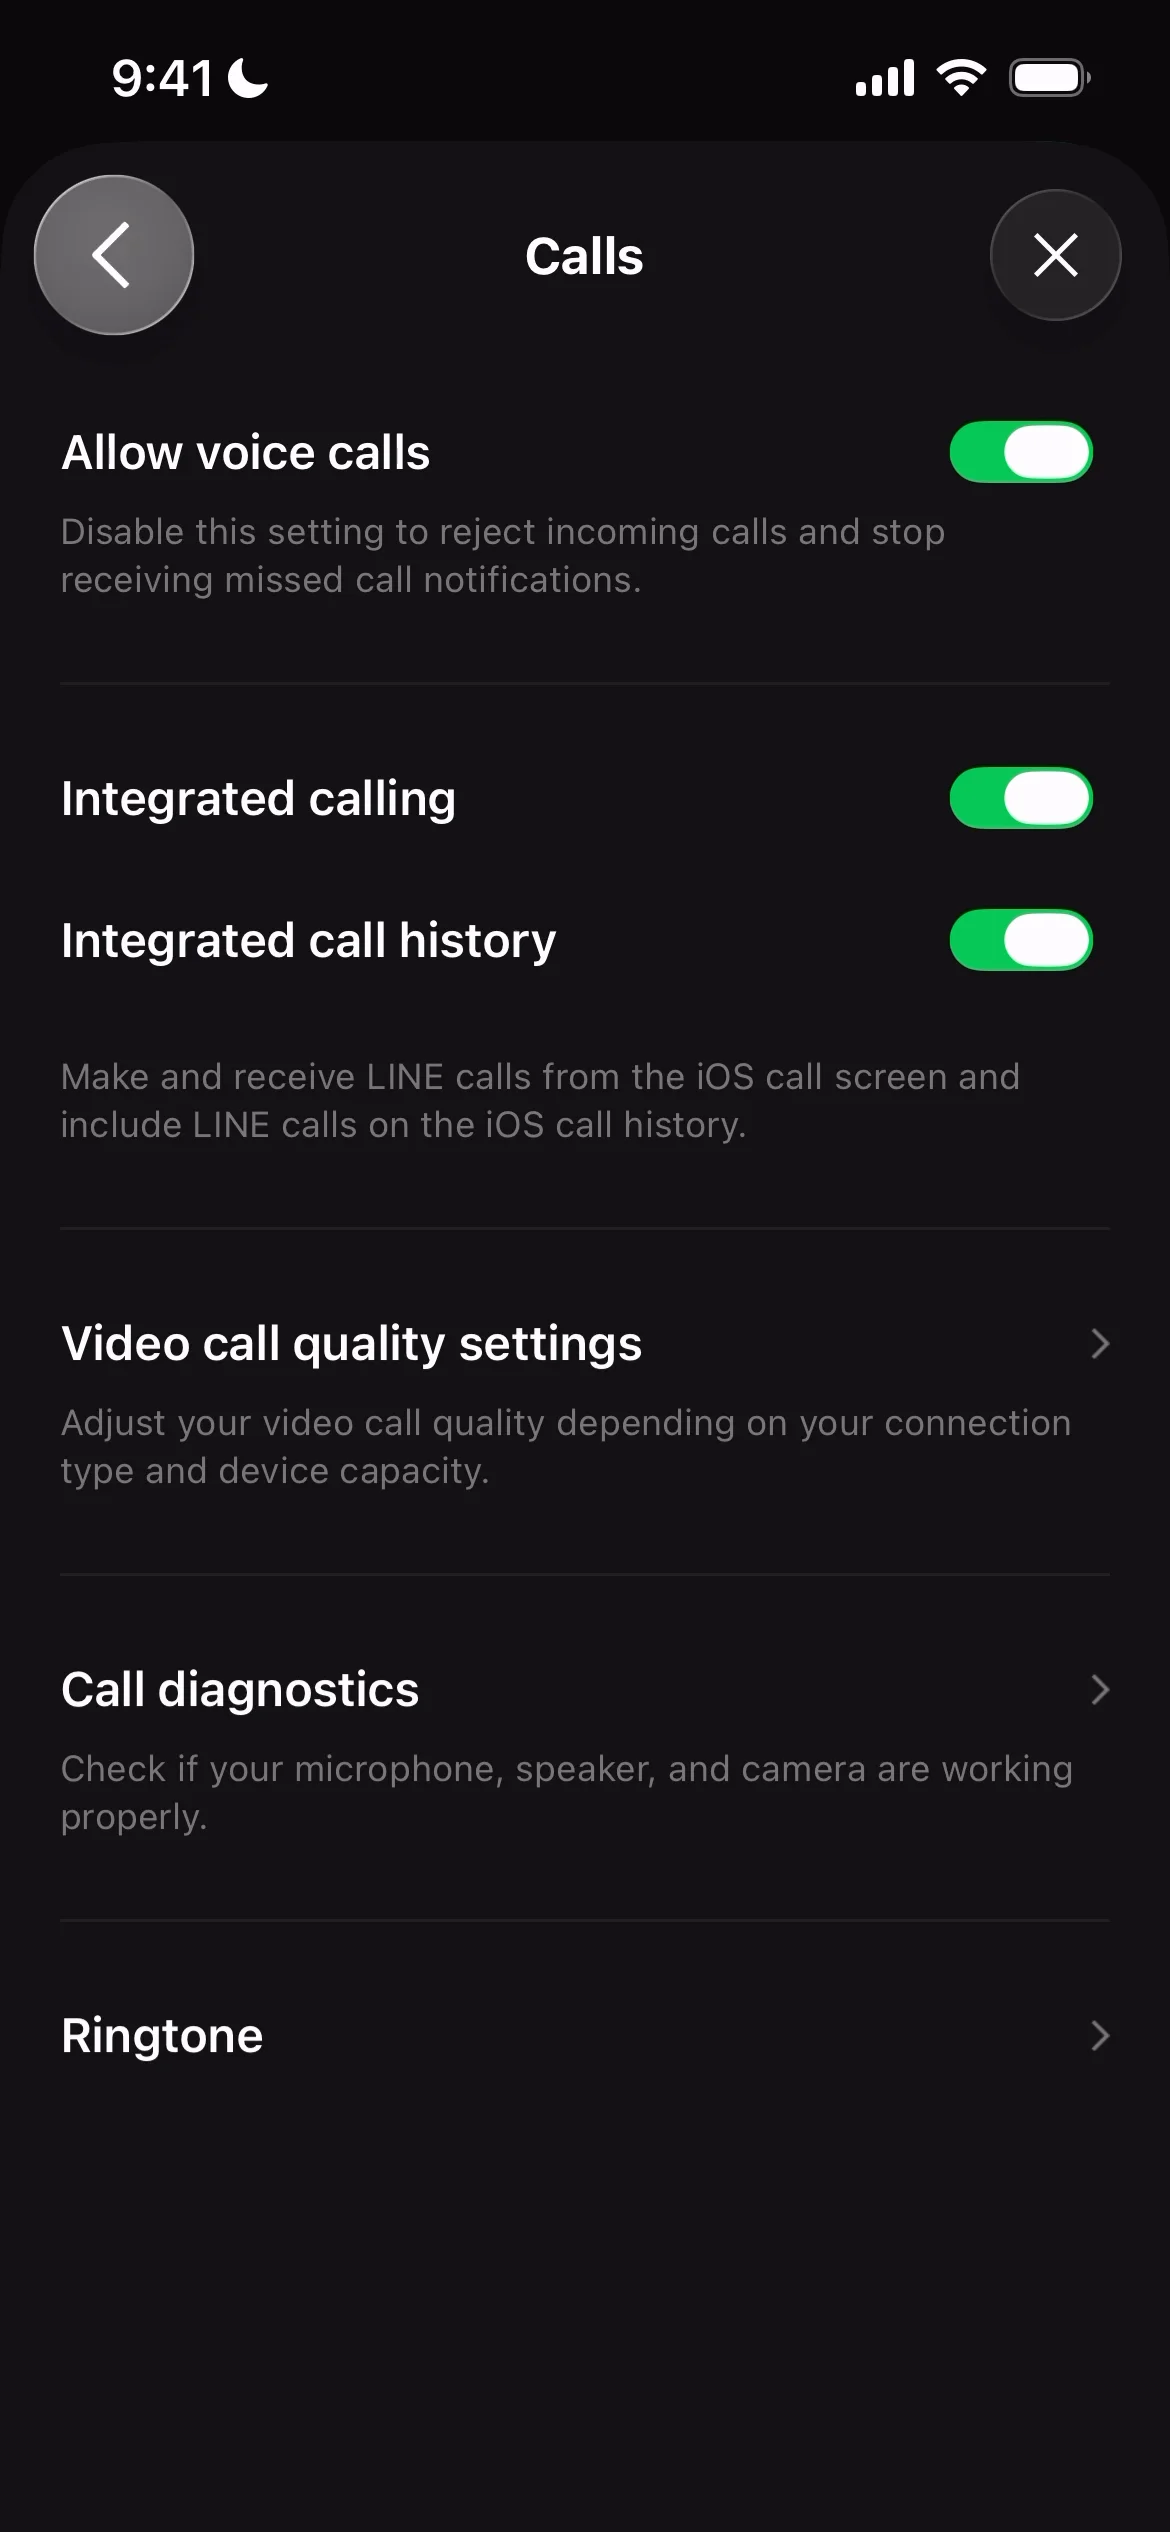 9:41
Calls
Allow voice calls
Disable this setting to reject incoming calls and stop
receiving missed call notifications.
Integrated calling
Integrated call history
Make and receive LINE calls from the iOS call screen and
include LINE calls on the iOS call history.
Video call quality settings
Adjust your video call quality depending on your connection
type and device capacity.
Call diagnostics
Check if your microphone, speaker, and camera are working
properly.
Ringtone